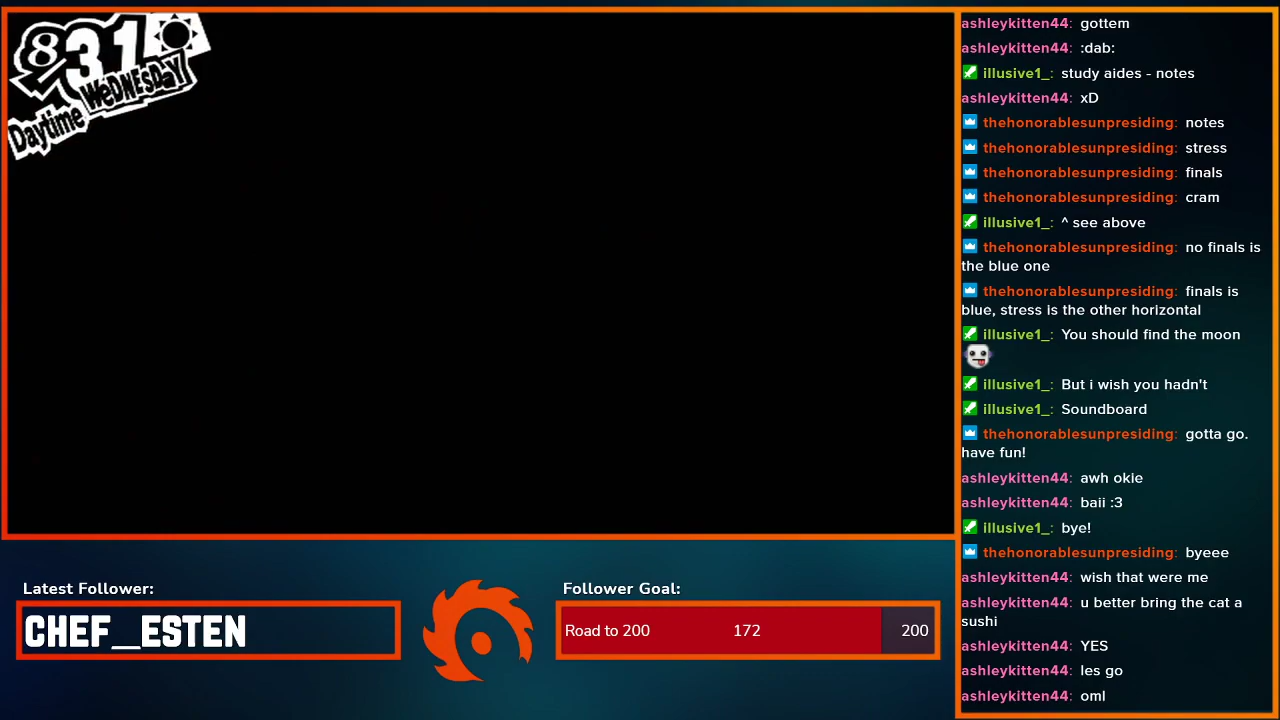 8 31
WEDNESDAY
Daytime
Latest Follower:
CHEF_ESTEN
Follower Goal:
Road to 200 172 200
ashleykitten44: gottem
ashleykitten44: :dab:
illusive1_: study aides - notes
ashleykitten44: xD
thehonorablesunpresiding: notes
thehonorablesunpresiding: stress
thehonorablesunpresiding: finals
thehonorablesunpresiding: cram
illusive1_: ^ see above
thehonorablesunpresiding: no finals is
the blue one
thehonorablesunpresiding: finals is
blue, stress is the other horizontal
illusive1_: You should find the moon
illusive1_: But i wish you hadn't
illusive1_: Soundboard
thehonorablesunpresiding: gotta go.
have fun!
ashleykitten44: awh okie
ashleykitten44: baii :3
illusive1_: bye!
thehonorablesunpresiding: byeee
ashleykitten44: wish that were me
ashleykitten44: u better bring the cat a
sushi
ashleykitten44: YES
ashleykitten44: les go
ashleykitten44: oml